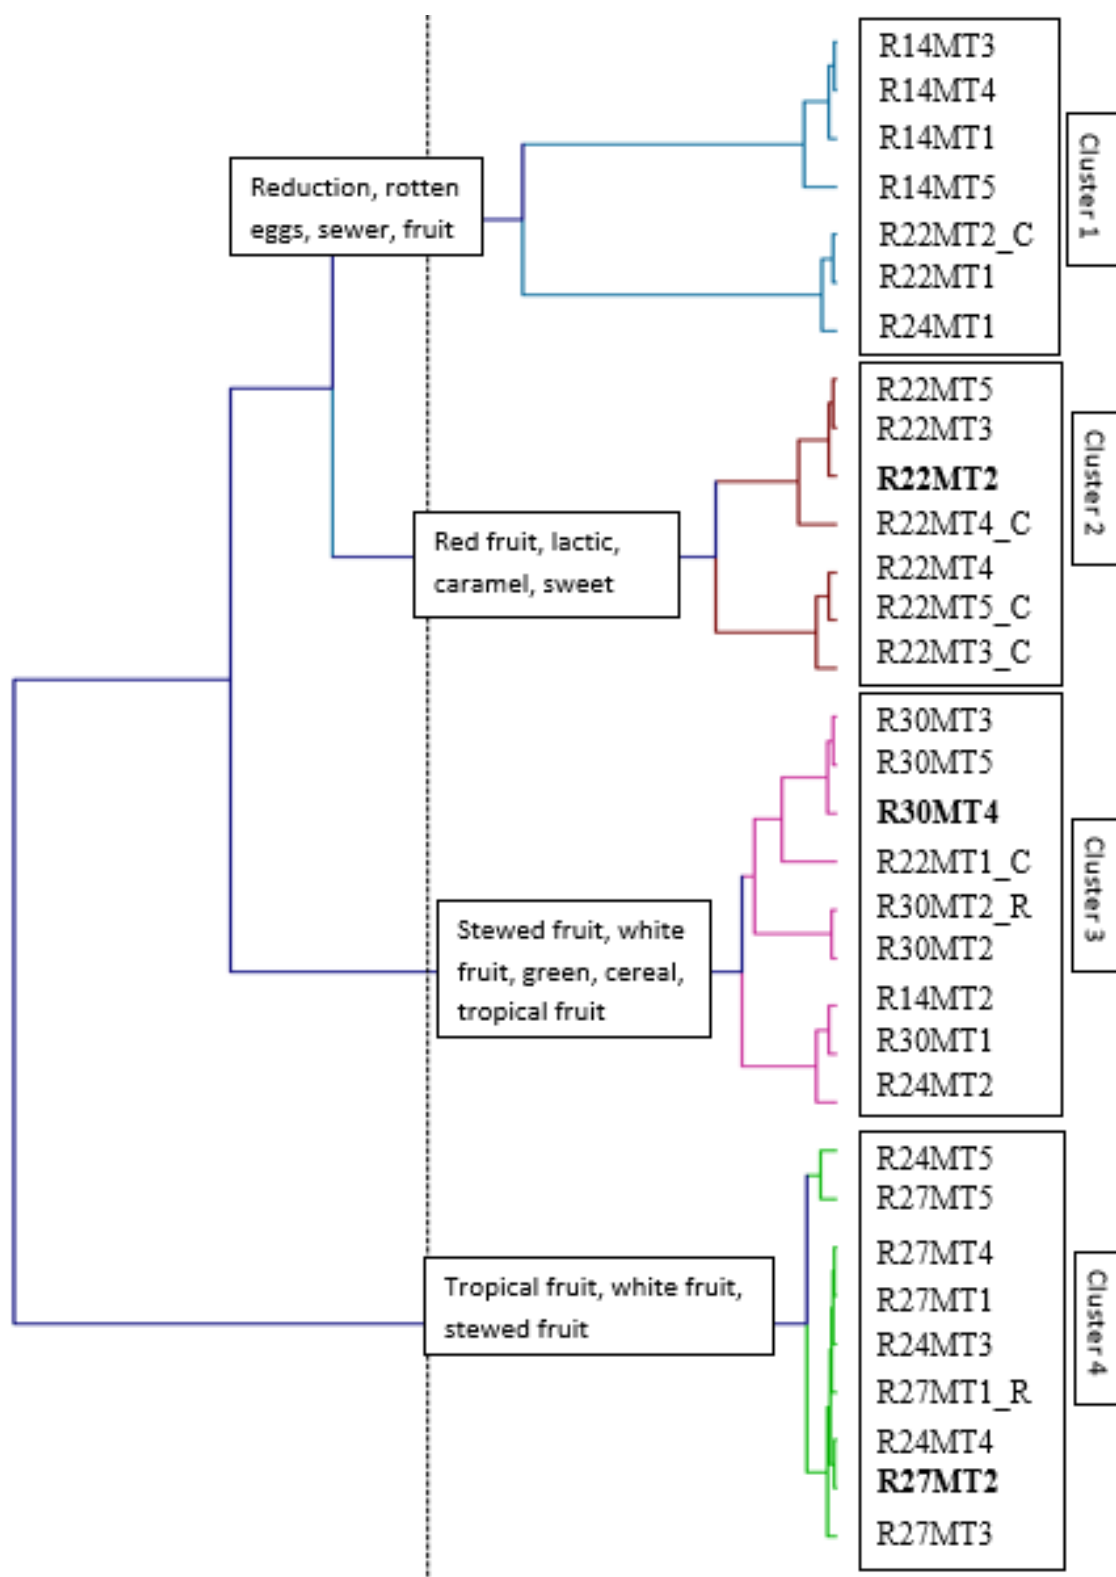 Reduction, rotten
eggs, sewer, fruit
R14MT3
R14MT4
R14MT1
R14MT5
R22MT2_C
R22MT1
R24MT1
Cluster 1
Red fruit, lactic,
caramel, sweet
R22MT5
R22MT3
R22MT2
R22MT4_C
R22MT4
R22MT5_C
R22MT3_C
Cluster 2
Stewed fruit, white
fruit, green, cereal,
tropical fruit
R30MT3
R30MT5
R30MT4
R22MT1_C
R30MT2_R
R30MT2
R14MT2
R30MT1
R24MT2
Cluster 3
Tropical fruit, white fruit,
stewed fruit
R24MT5
R27MT5
R27MT4
R27MT1
R24MT3
R27MT1_R
R24MT4
R27MT2
R27MT3
Cluster 4